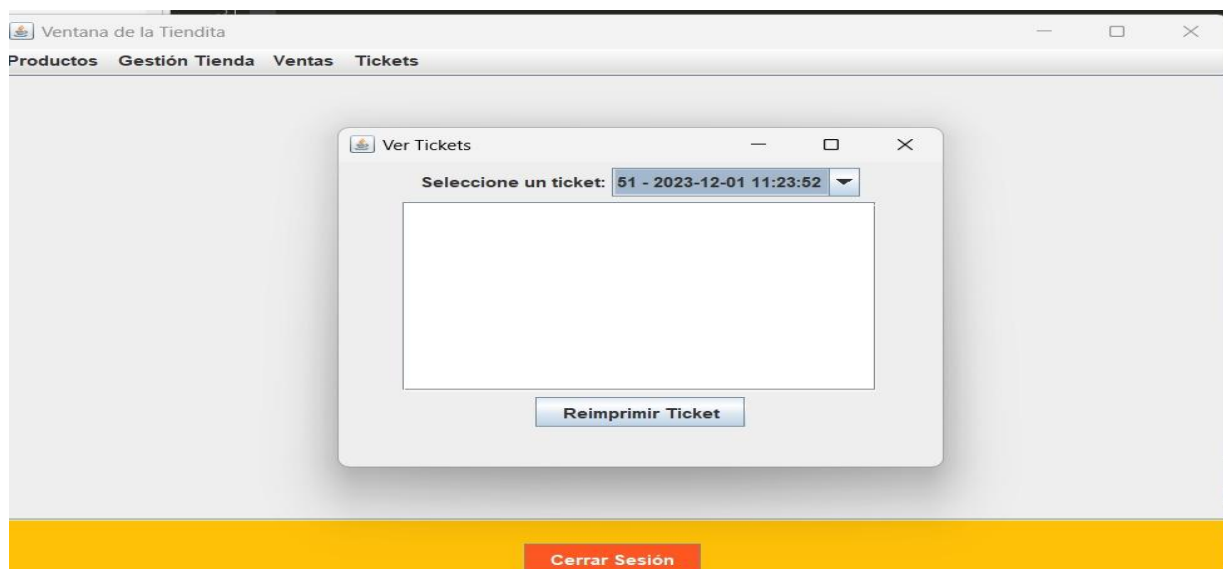 Ventana de la Tiendita
Productos Gestión Tienda Ventas Tickets
Ver Tickets
Seleccione un ticket: 51 - 2023-12-01 11:23:52
Reimprimir Ticket
Cerrar Sesión